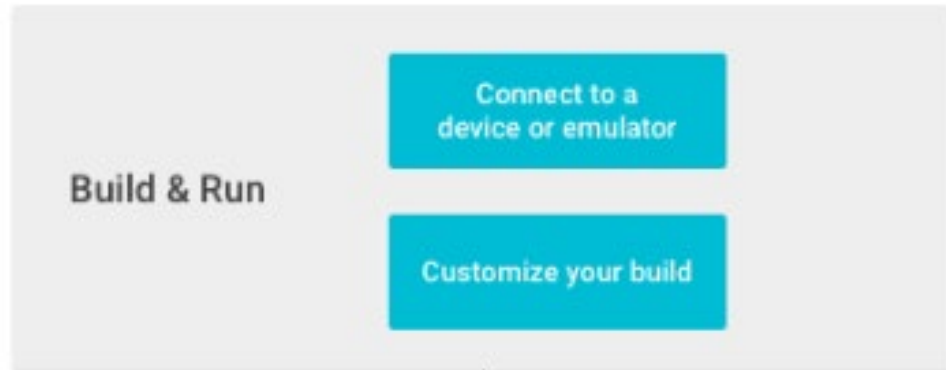 Build & Run
Connect to a
device or emulator
Customize your build